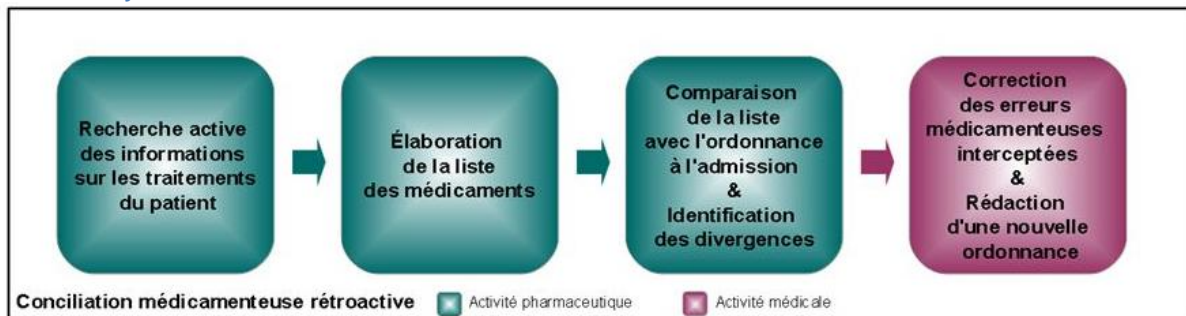 Recherche active
des informations
sur les traitements
du patient
Élaboration
de la liste
des médicaments
Comparaison
de la liste
avec l'ordonnance
à l'admission
&
Identification
des divergences
Correction
des erreurs
médicamenteuses
interceptées
&
Rédaction
d'une nouvelle
ordonnance
Conciliation médicamenteuse rétroactive
Activité pharmaceutique
Activité médicale